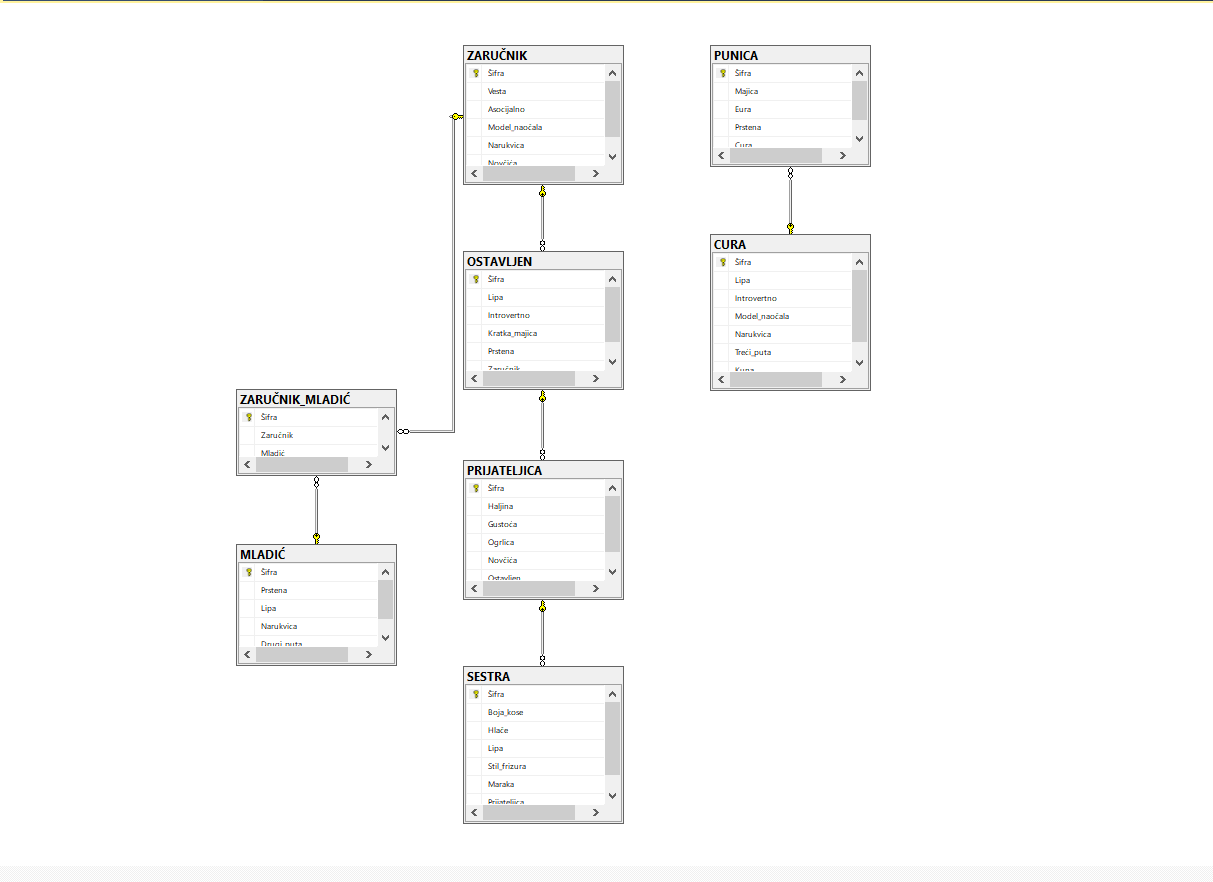 ZARUČNIK
Šifra
Vesta
Asocijalno
Model_naočala
Narukvica
Novčića
PUNICA
Šifra
Majica
Eura
Prstena
Cura
OSTAVLJEN
Šifra
Lipa
Introvertno
Kratka_majica
Prstena
Zaručnik
CURA
Šifra
Lipa
Introvertno
Model_naočala
Narukvica
Treći_puta
Kuna
ZARUČNIK_MLADIĆ
Šifra
Zaručnik
Mladić
PRIJATELJICA
Šifra
Haljina
Gustoća
Ogrlica
Novčića
Ostavljen
MLADIĆ
Šifra
Prstena
Lipa
Narukvica
Drugi_puta
SESTRA
Šifra
Boja_kose
Hlače
Lipa
Stil_frizura
Maraka
Prijateljica